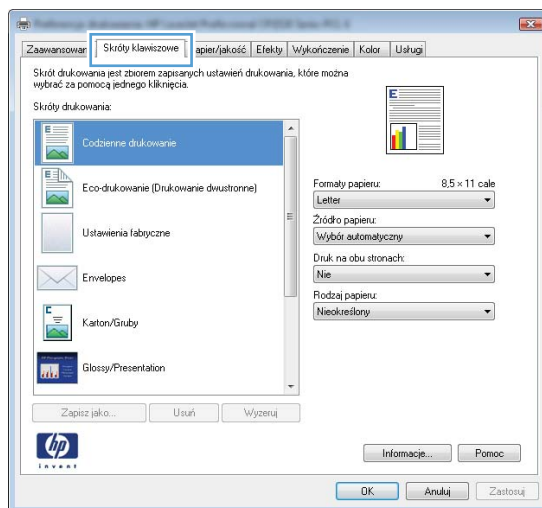 Zaawansowan Skróty klawiszowe apier/jakość Efekty Wykończenie Kolor Usługi
Skrót drukowania jest zbiorem zapisanych ustawień drukowania, które można
wybrać za pomocą jednego kliknięcia.
Skróty drukowania:
Codzienne drukowanie
Eco-drukowanie (Drukowanie dwustronne)
Ustawienia fabryczne
Envelopes
Karton/Gruby
Glossy/Presentation
E
Formaty papieru: 8,5 × 11 cale
Letter
Źródło papieru:
Wybór automatyczny
Druk na obu stronach:
Nie
Rodzaj papieru:
Nieokreślony
Zapisz jako... Usuń Wyzeruj
hp
invent
Informacje... Pomoc
OK Anuluj Zastosuj